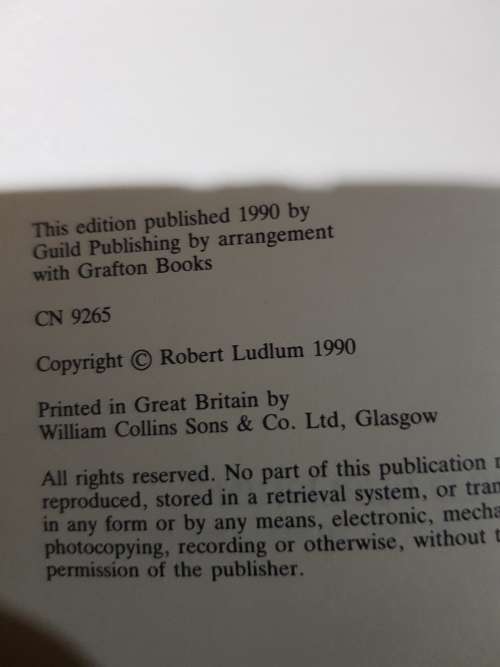 This edition published 1990 by
Guild Publishing by arrangement
with Grafton Books
CN 9265
Copyright © Robert Ludlum 1990
Printed in Great Britain by
William Collins Sons & Co. Ltd, Glasgow
All rights reserved. No part of this publication
reproduced, stored in a retrieval system, or
in any form or by any means, electronic,
photocopying, recording or otherwise, without
permission of the publisher.